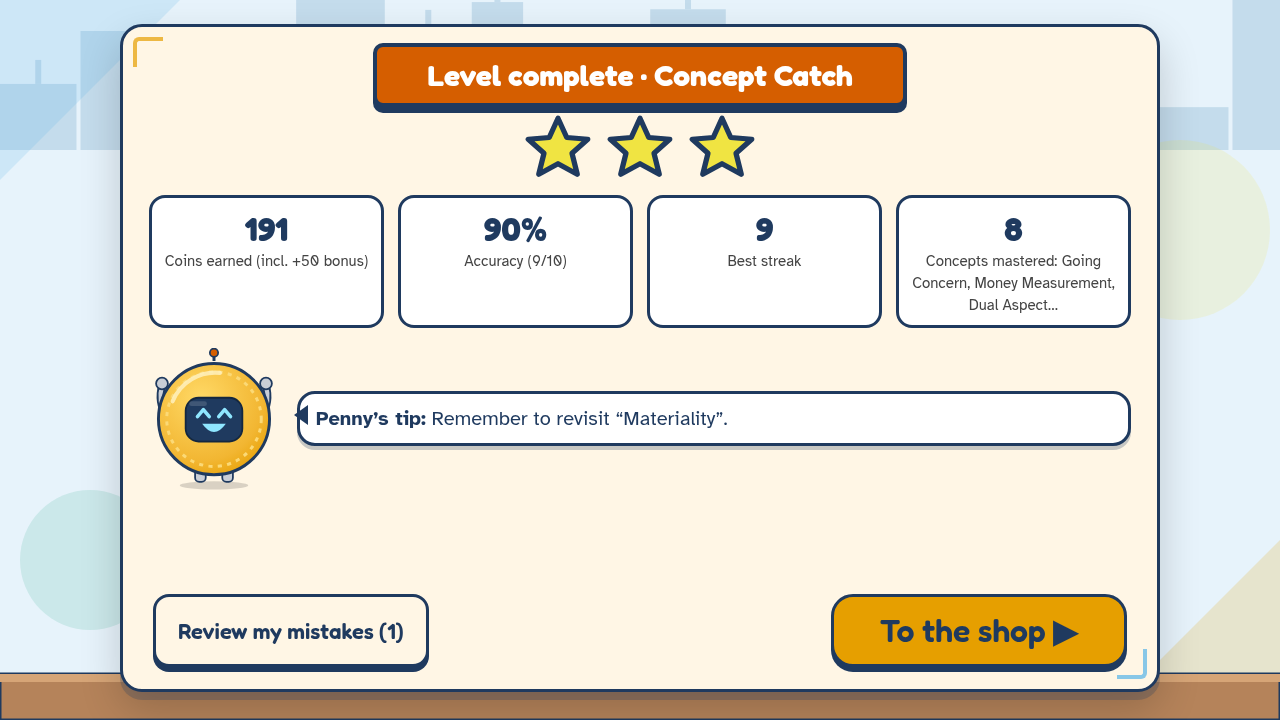 Level complete · Concept Catch
191
Coins earned (incl. +50 bonus)
90%
Accuracy (9/10)
9
Best streak
8
Concepts mastered: Going
Concern, Money Measurement,
Dual Aspect...
Penny’s tip: Remember to revisit “Materiality”.
Review my mistakes (1)
To the shop ▶